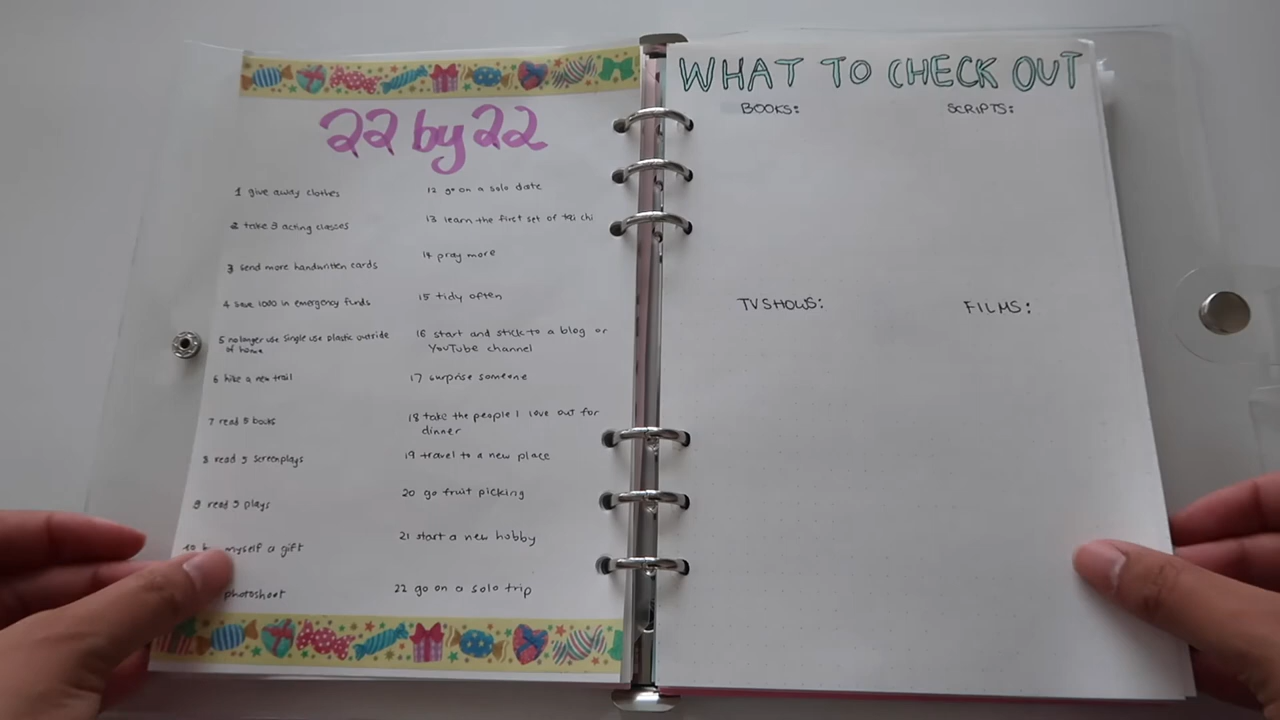 22 by 22
1 give away clothes
2 take 3 acting classes
3 send more handwritten cards
4 save 1000 in emergency funds
5 no longer use single use plastic outside
of home
6 hike a new trail
7 read 5 books
8 read 5 screenplays
9 read 5 plays
10 myself a gift
photoshoot
12 go on a solo date
13 learn the first set of tai chi
14 pray more
15 tidy often
16 start and stick to a blog or
YouTube channel
17 surprise someone
18 take the people I love out for
dinner
19 travel to a new place
20 go fruit picking
21 start a new hobby
22 go on a solo trip
WHAT TO CHECK OUT
BOOKS:
SCRIPTS:
TV SHOWS:
FILMS: